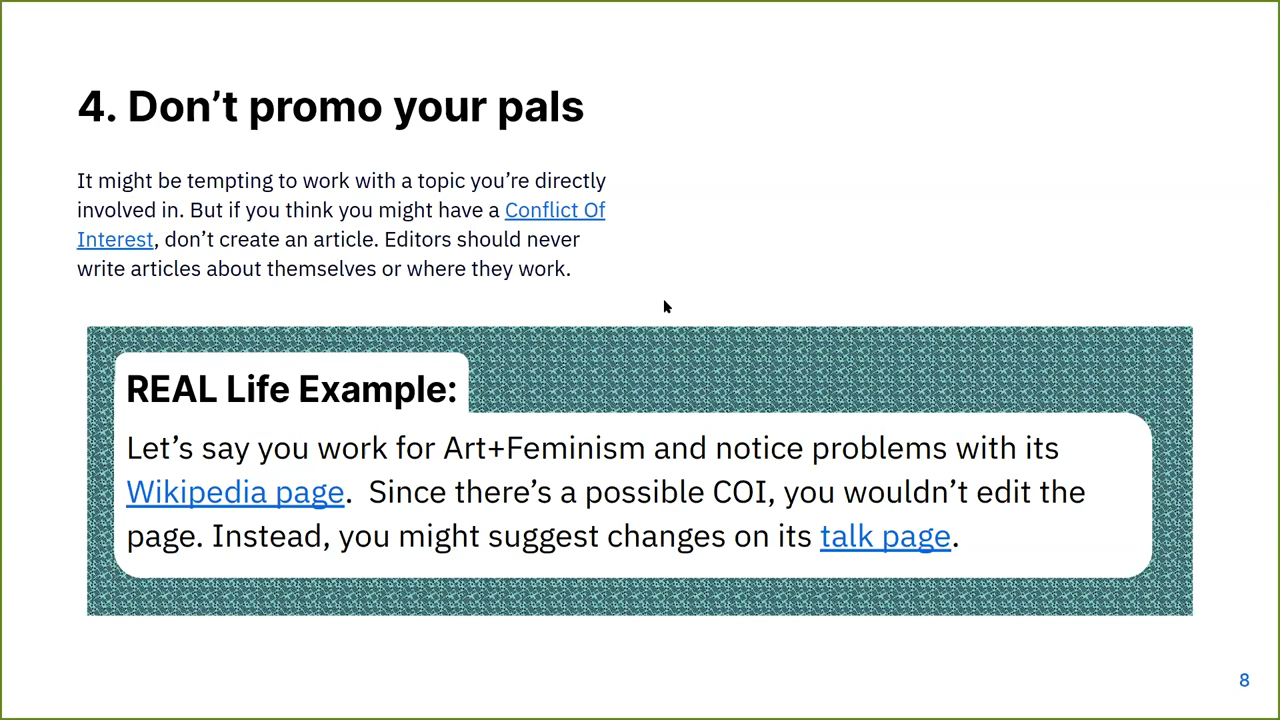 4. Don’t promo your pals
It might be tempting to work with a topic you’re directly
involved in. But if you think you might have a Conflict Of
Interest, don’t create an article. Editors should never
write articles about themselves or where they work.
REAL Life Example:
Let’s say you work for Art+Feminism and notice problems with its
Wikipedia page.  Since there’s a possible COI, you wouldn’t edit the
page. Instead, you might suggest changes on its talk page.
8